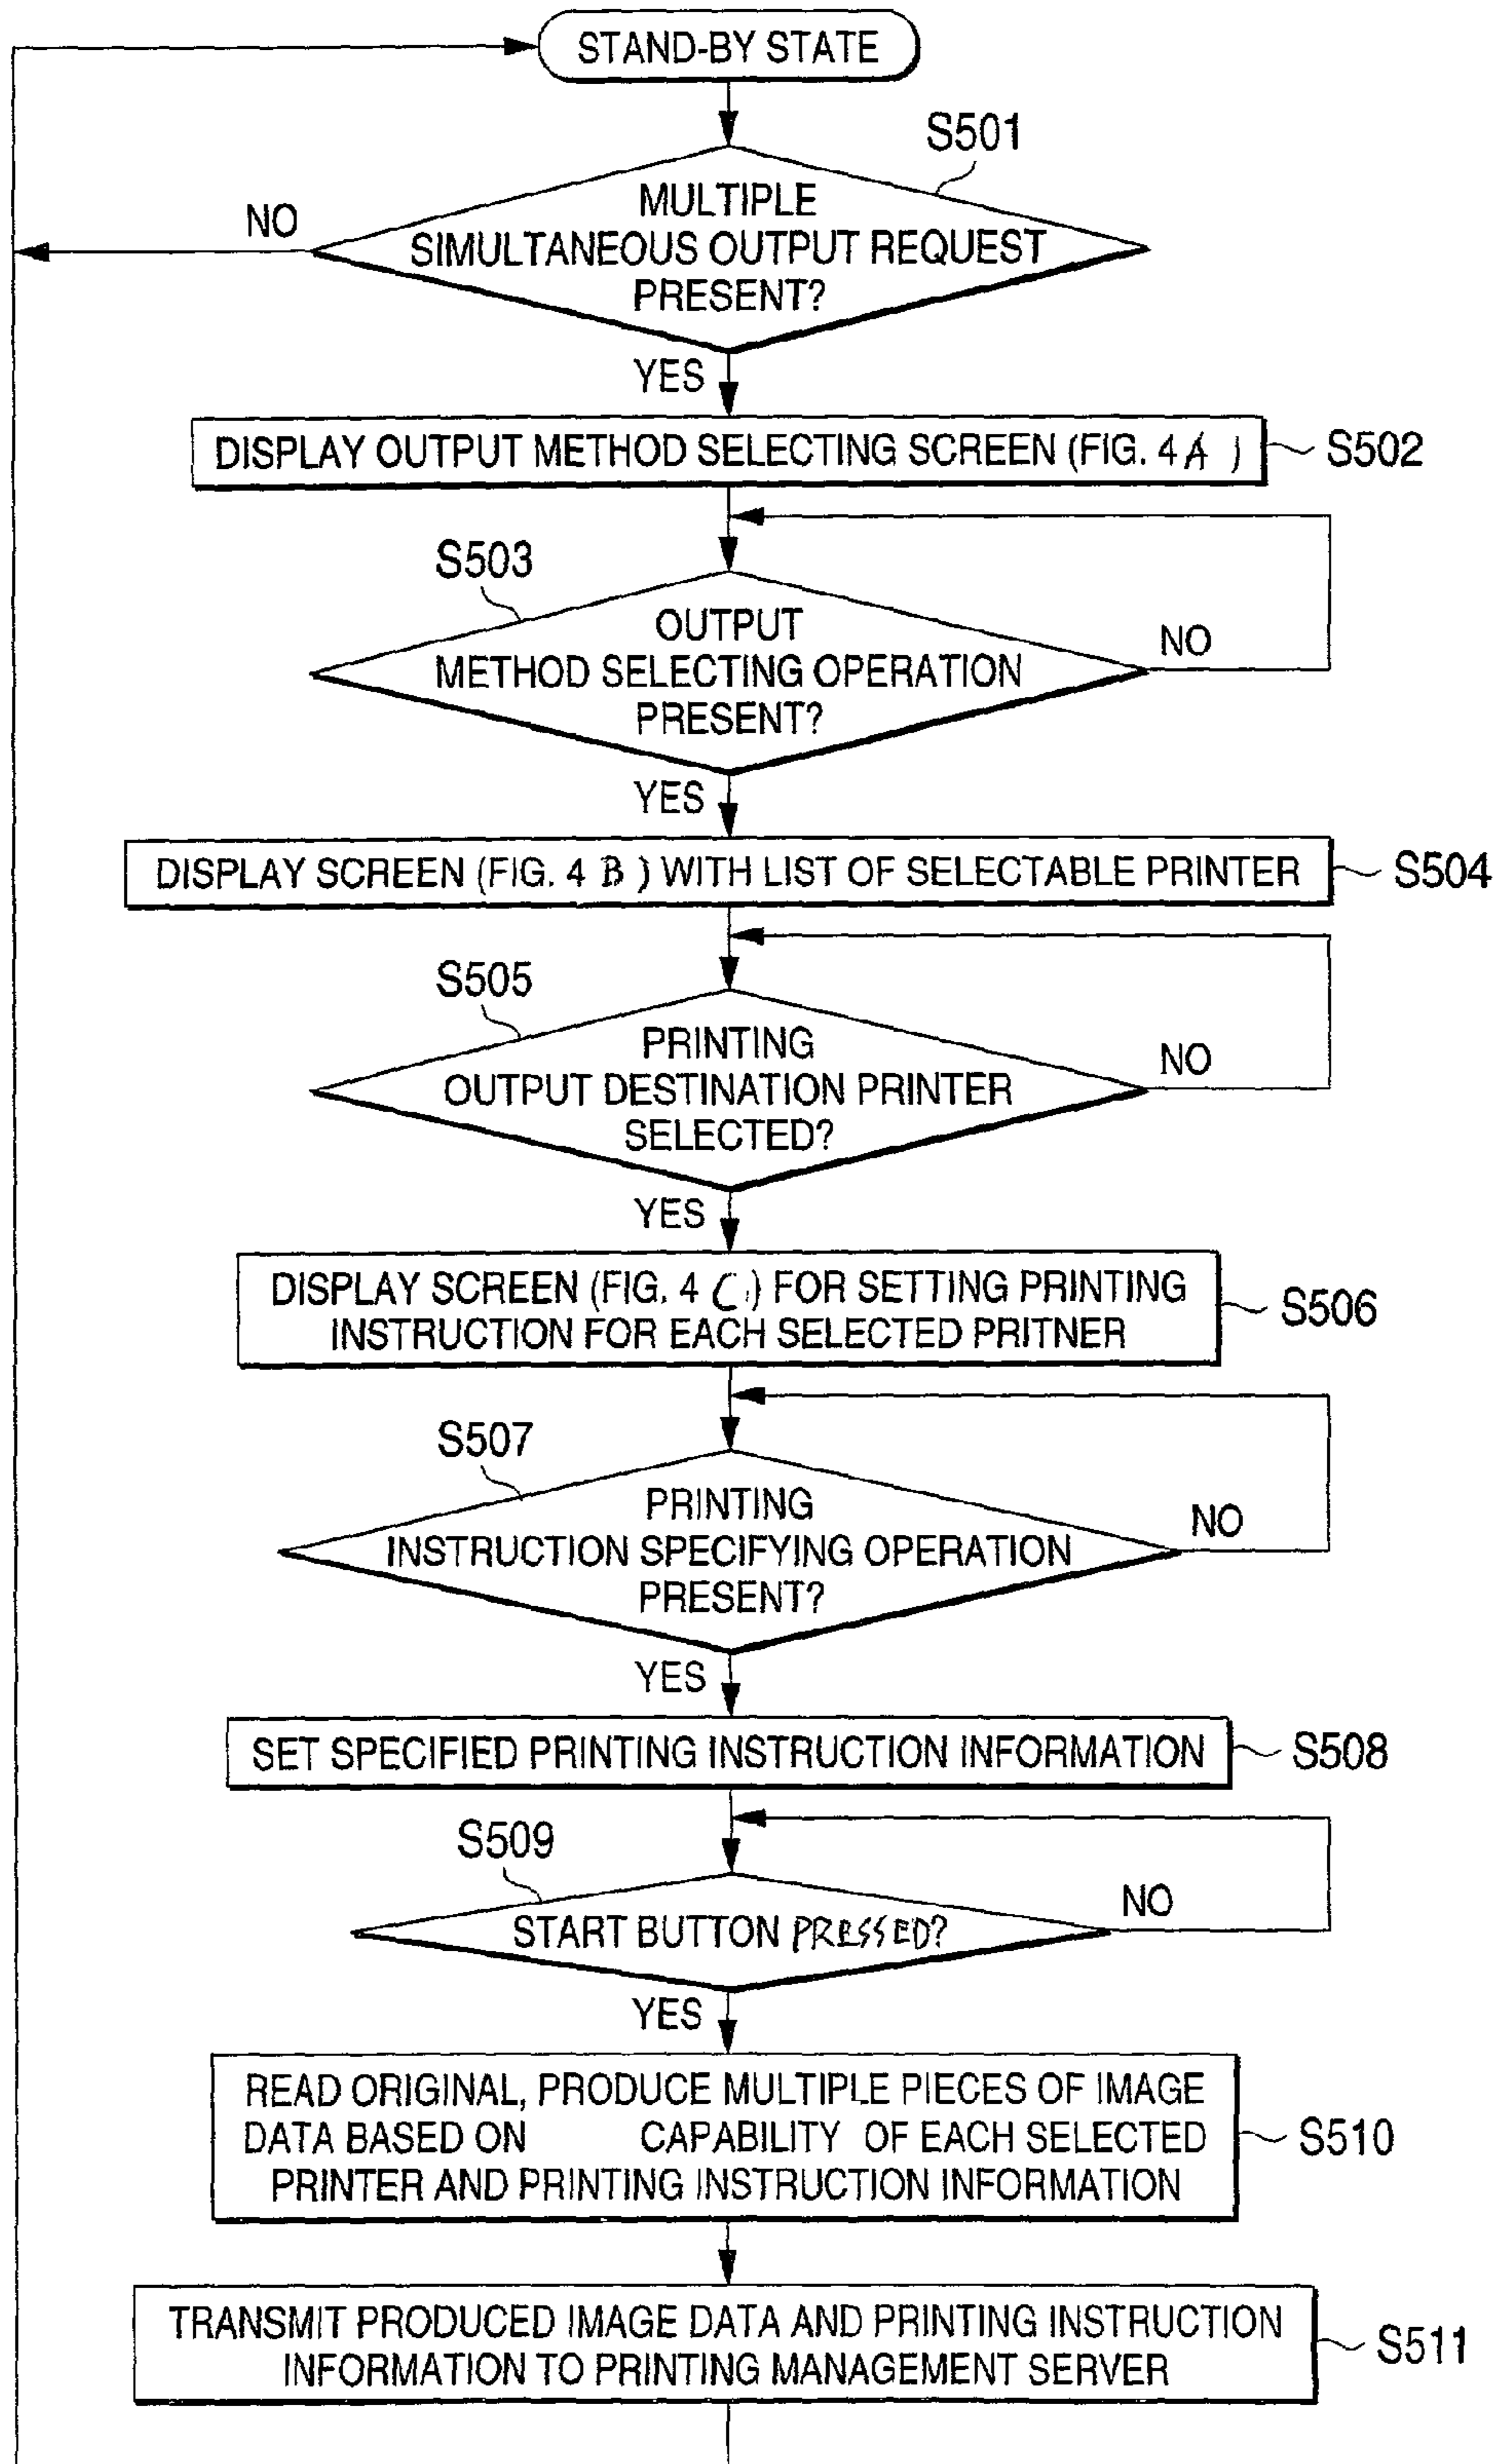 STAND-BY STATE
S501
MULTIPLE
SIMULTANEOUS OUTPUT REQUEST
PRESENT?
NO
YES
DISPLAY OUTPUT METHOD SELECTING SCREEN (FIG. 4 A )
S502
S503
OUTPUT
METHOD SELECTING OPERATION
PRESENT?
NO
YES
DISPLAY SCREEN (FIG. 4 B ) WITH LIST OF SELECTABLE PRINTER
S504
S505
PRINTING
OUTPUT DESTINATION PRINTER
SELECTED?
NO
YES
DISPLAY SCREEN (FIG. 4 C ) FOR SETTING PRINTING
INSTRUCTION FOR EACH SELECTED PRITNER
S506
S507
PRINTING
INSTRUCTION SPECIFYING OPERATION
PRESENT?
NO
YES
SET SPECIFIED PRINTING INSTRUCTION INFORMATION
S508
S509
START BUTTON PRESSED?
NO
YES
READ ORIGINAL, PRODUCE MULTIPLE PIECES OF IMAGE
DATA BASED ON CAPABILITY OF EACH SELECTED
PRINTER AND PRINTING INSTRUCTION INFORMATION
S510
TRANSMIT PRODUCED IMAGE DATA AND PRINTING INSTRUCTION
INFORMATION TO PRINTING MANAGEMENT SERVER
S511